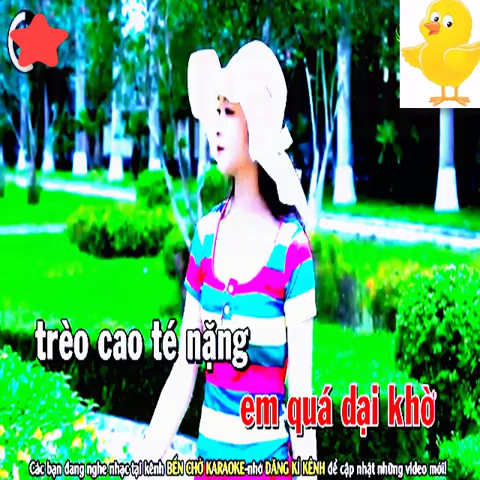 trèo cao té nặng
em quá dại khờ
Các bạn đang nghe nhạc tại kênh BẾN CHỜ KARAOKE-nhớ ĐĂNG KÍ KÊNH để cập nhật những video mới!